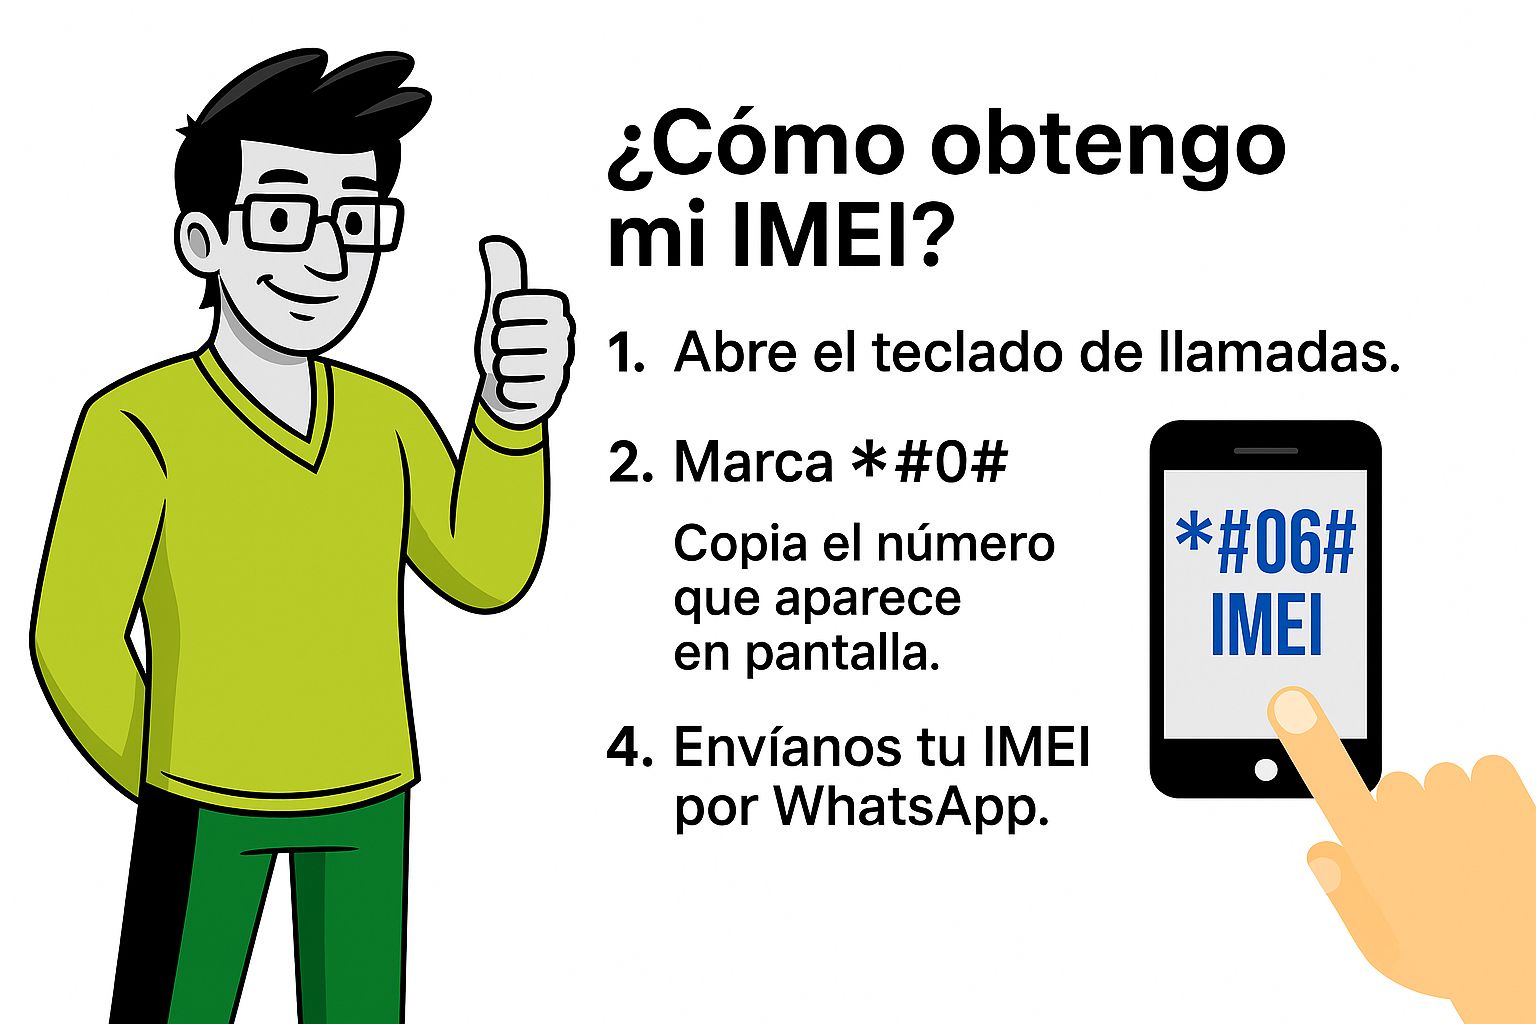 ¿Cómo obtengo
mi IMEI?
1. Abre el teclado de llamadas.
2. Marca *#0#
Copia el número
que aparece
en pantalla.
4. Envíanos tu IMEI
por WhatsApp.
*#06#
IMEI